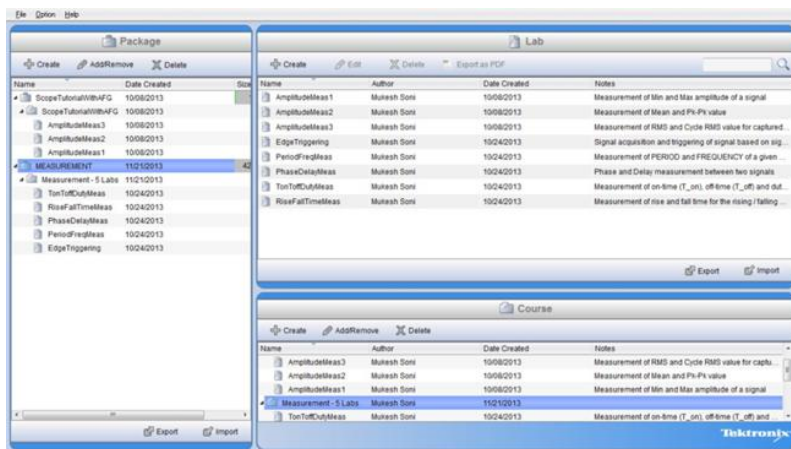 File Option Help
Package
Create Add/Remove Delete
Name Date Created Size
ScopeTutorialWithAFG 10/08/2013
ScopeTutorialWithAFG 10/08/2013
AmplitudeMeas3 10/08/2013
AmplitudeMeas2 10/08/2013
AmplitudeMeas1 10/08/2013
MEASUREMENT 11/21/2013 42
Measurement - 5 Labs 11/21/2013
TonToffDutyMeas 10/24/2013
RiseFallTimeMeas 10/24/2013
PhaseDelayMeas 10/24/2013
PeriodFreqMeas 10/24/2013
EdgeTriggering 10/24/2013
Export Import
Lab
Create Edit Delete Export as PDF
Name Author Date Created Notes
AmplitudeMeas1 Mukesh Soni 10/08/2013 Measurement of Min and Max amplitude of a signal
AmplitudeMeas2 Mukesh Soni 10/08/2013 Measurement of Mean and Pk-Pk value
AmplitudeMeas3 Mukesh Soni 10/08/2013 Measurement of RMS and Cycle RMS value for captured...
EdgeTriggering Mukesh Soni 10/24/2013 Signal acquisition and triggering of signal based on sig...
PeriodFreqMeas Mukesh Soni 10/24/2013 Measurement of PERIOD and FREQUENCY of a given ...
PhaseDelayMeas Mukesh Soni 10/24/2013 Phase and Delay measurement between two signals
TonToffDutyMeas Mukesh Soni 10/24/2013 Measurement of on-time (T_on), off-time (T_off) and dut...
RiseFallTimeMeas Mukesh Soni 10/24/2013 Measurement of rise and fall time for the rising / falling ...
Export Import
Course
Create Add/Remove Delete
Name Author Date Created Notes
AmplitudeMeas3 Mukesh Soni 10/08/2013 Measurement of RMS and Cycle RMS value for captu...
AmplitudeMeas2 Mukesh Soni 10/08/2013 Measurement of Mean and Pk-Pk value
AmplitudeMeas1 Mukesh Soni 10/08/2013 Measurement of Min and Max amplitude of a signal
Measurement - 5 Labs Mukesh Soni 11/21/2013
TonToffDutyMeas Mukesh Soni 10/24/2013 Measurement of on-time (T_on), off-time (T_off) and ...
Tektronix